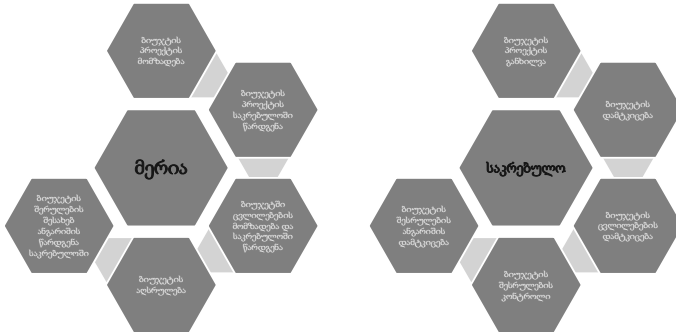 ბიუჯეტის
პროექტის
მომზადება
ბიუჯეტის
პროექტის
საკრებულოში
წარდგენა
მერია
ბიუჯეტში
ცვლილებების
მომზადება და
საკრებულოში
წარდგენა
ბიუჯეტის
აღსრულება
ბიუჯეტის
შერულების
შესახებ
ანგარიშის
წარდგენა
საკრებულოში
ბიუჯეტის
პროექტის
განხილვა
ბიუჯეტის
დამტკიცება
საკრებულო
ბიუჯეტის
ცვლილებების
დამტკიცება
ბიუჯეტის
შესრულების
კონტროლი
ბიუჯეტის
შესრულების
ანგარიშის
დამტკიცება